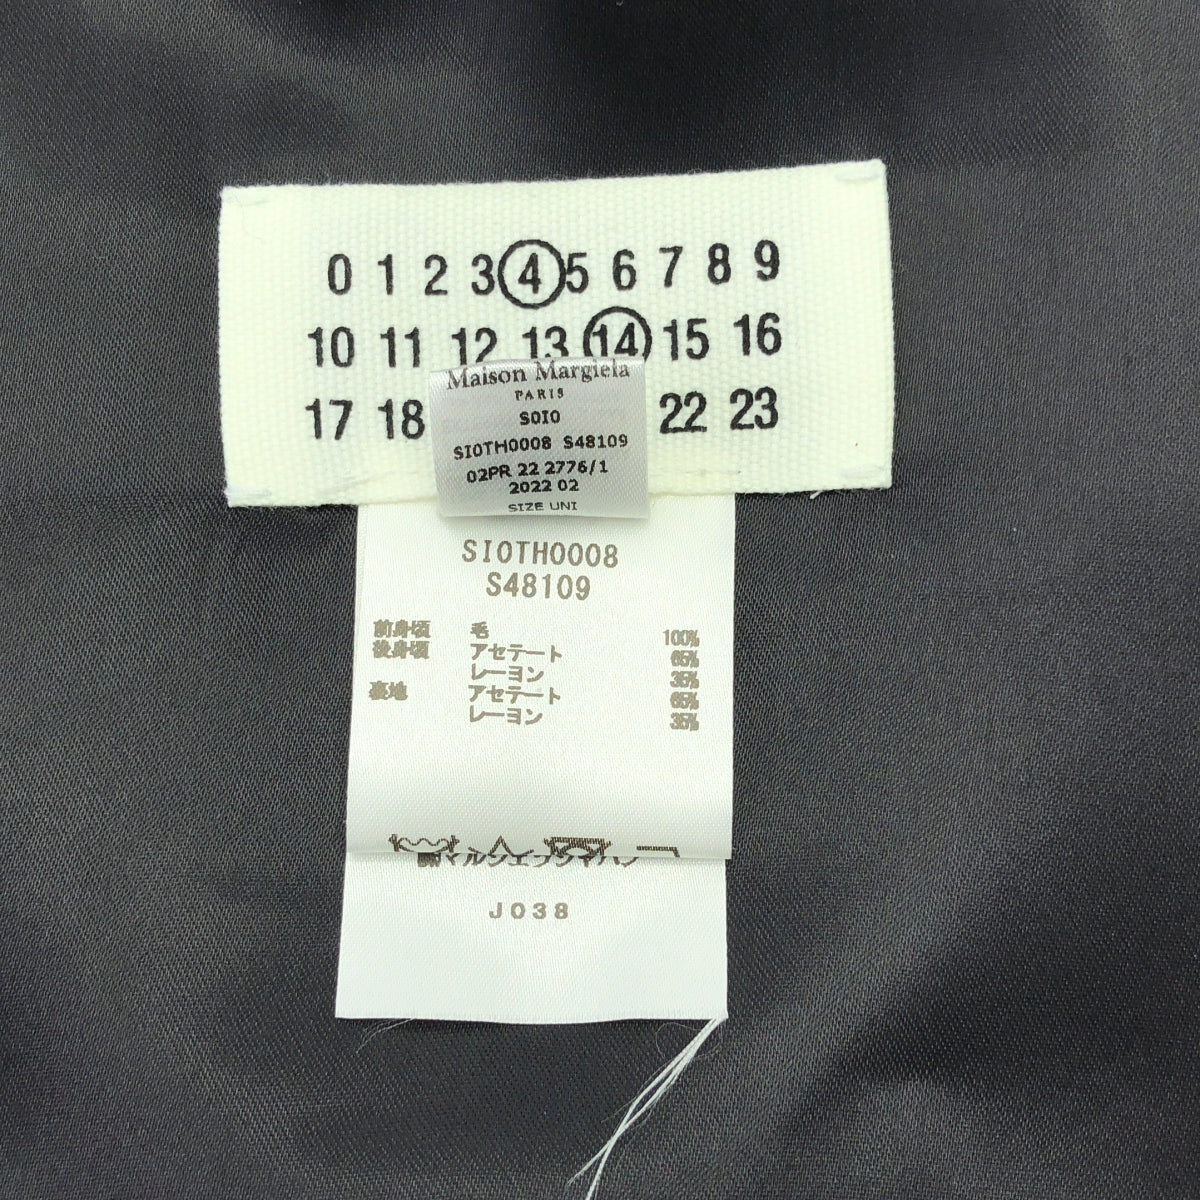 0 1 2 3 4 5 6 7 8 9
10 11 12 13 14 15 16
17 18 22 23
Maison Margiela
PARIS
S0I0
SI0TH0008 S48109
02PR 22 2776/1
2022 02
SIZE UNI
SI0TH0008
S48109
前身頃 毛 100%
後身頃 アセテート 65%
レーヨン 35%
裏地 アセテート 65%
レーヨン 35%
J038